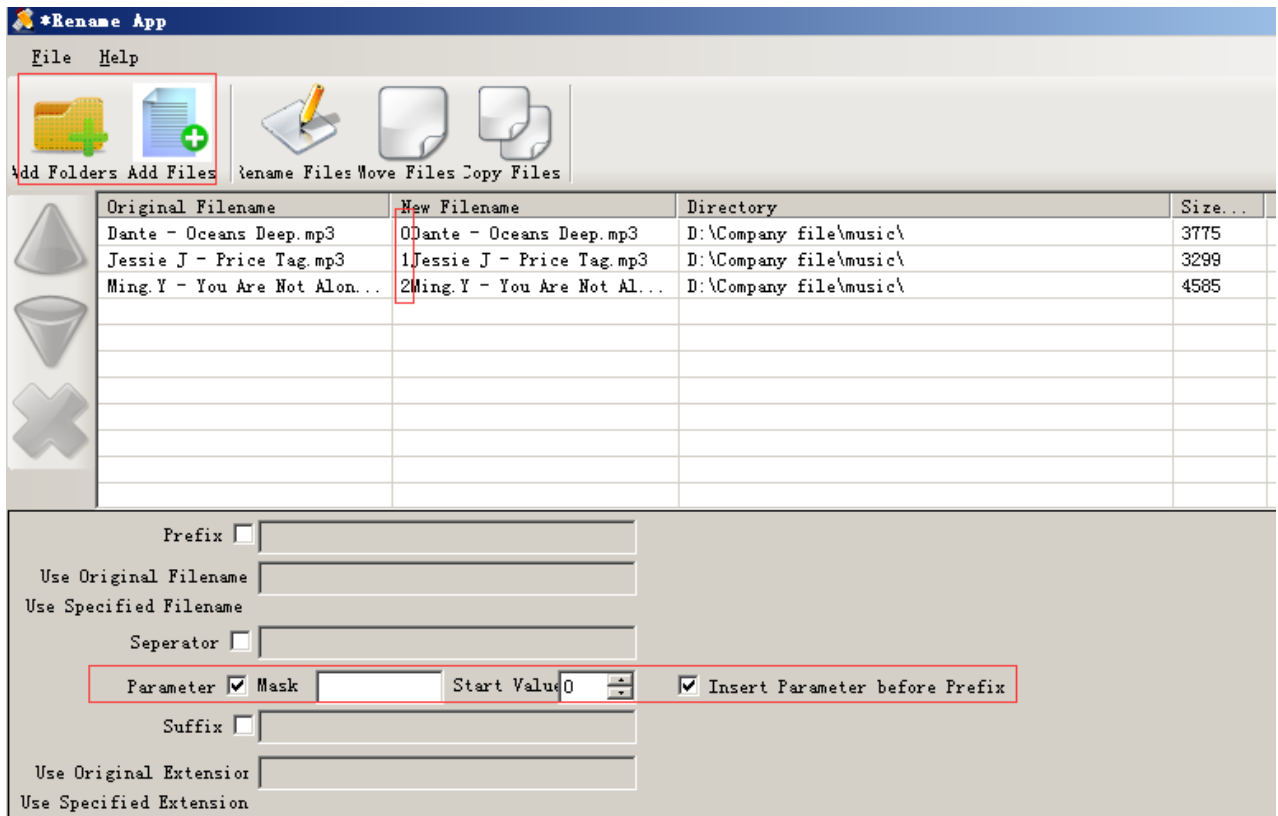 *Rename App
File Help
Add Folders Add Files Rename Files Move Files Copy Files
Original Filename New Filename Directory Size...
Dante - Oceans Deep.mp3 0Dante - Oceans Deep.mp3 D:\Company file\music\ 3775
Jessie J - Price Tag.mp3 1Jessie J - Price Tag.mp3 D:\Company file\music\ 3299
Ming.Y - You Are Not Alon... 2Ming.Y - You Are Not Al... D:\Company file\music\ 4585
Prefix
Use Original Filename
Use Specified Filename
Seperator
Parameter Mask Start Value 0 Insert Parameter before Prefix
Suffix
Use Original Extension
Use Specified Extension